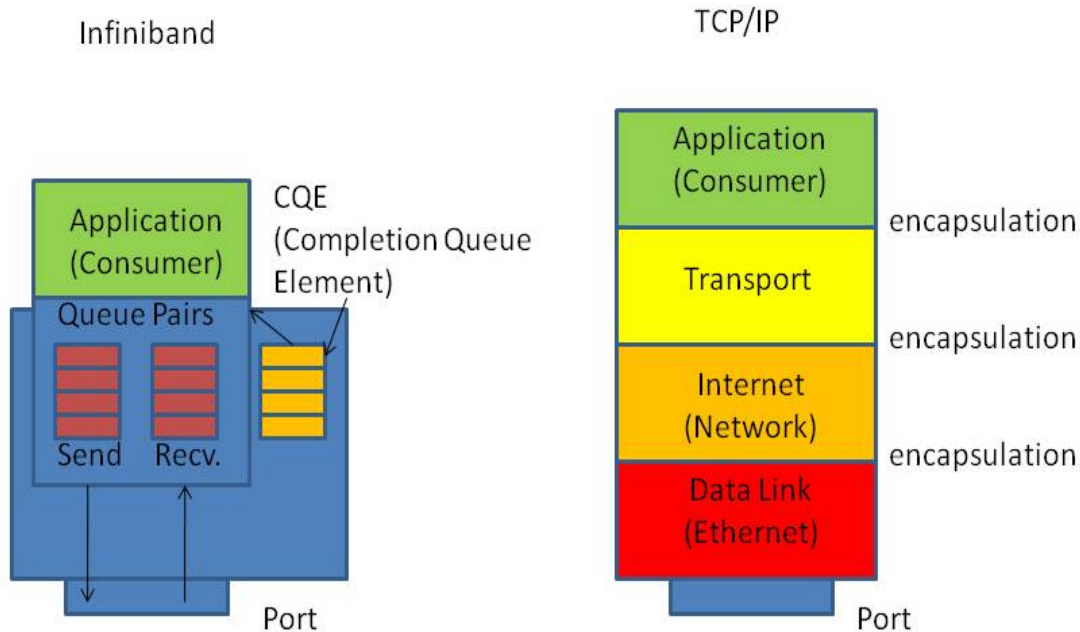 Infiniband
Application
(Consumer)
CQE
(Completion Queue
Element)
Queue Pairs
Send
Recv.
Port
TCP/IP
Application
(Consumer)
encapsulation
Transport
encapsulation
Internet
(Network)
encapsulation
Data Link
(Ethernet)
Port